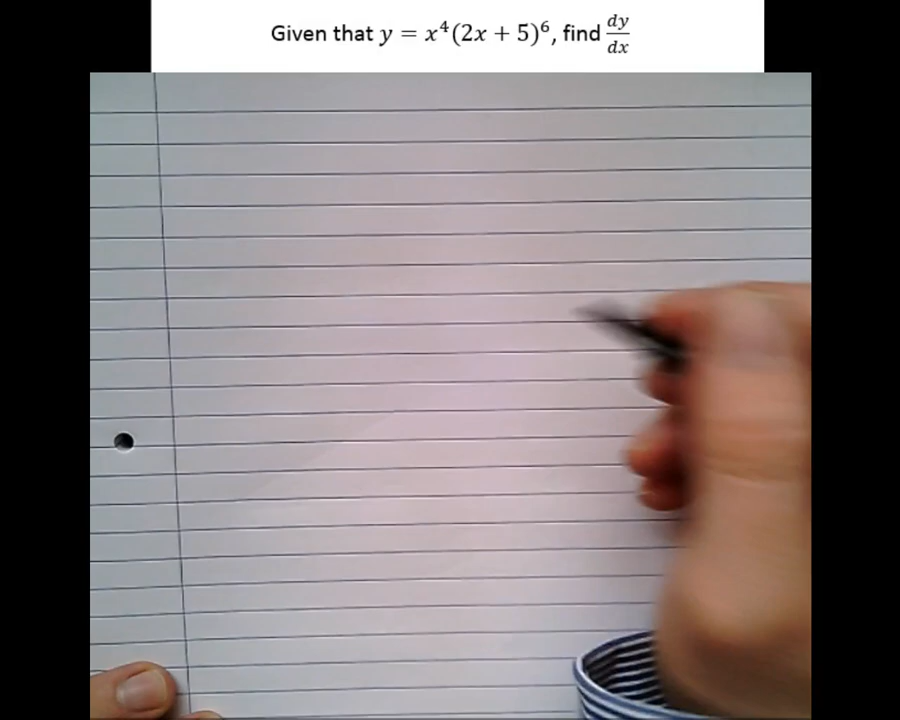 Given that y = x⁴(2x + 5)⁶, find dy/dx